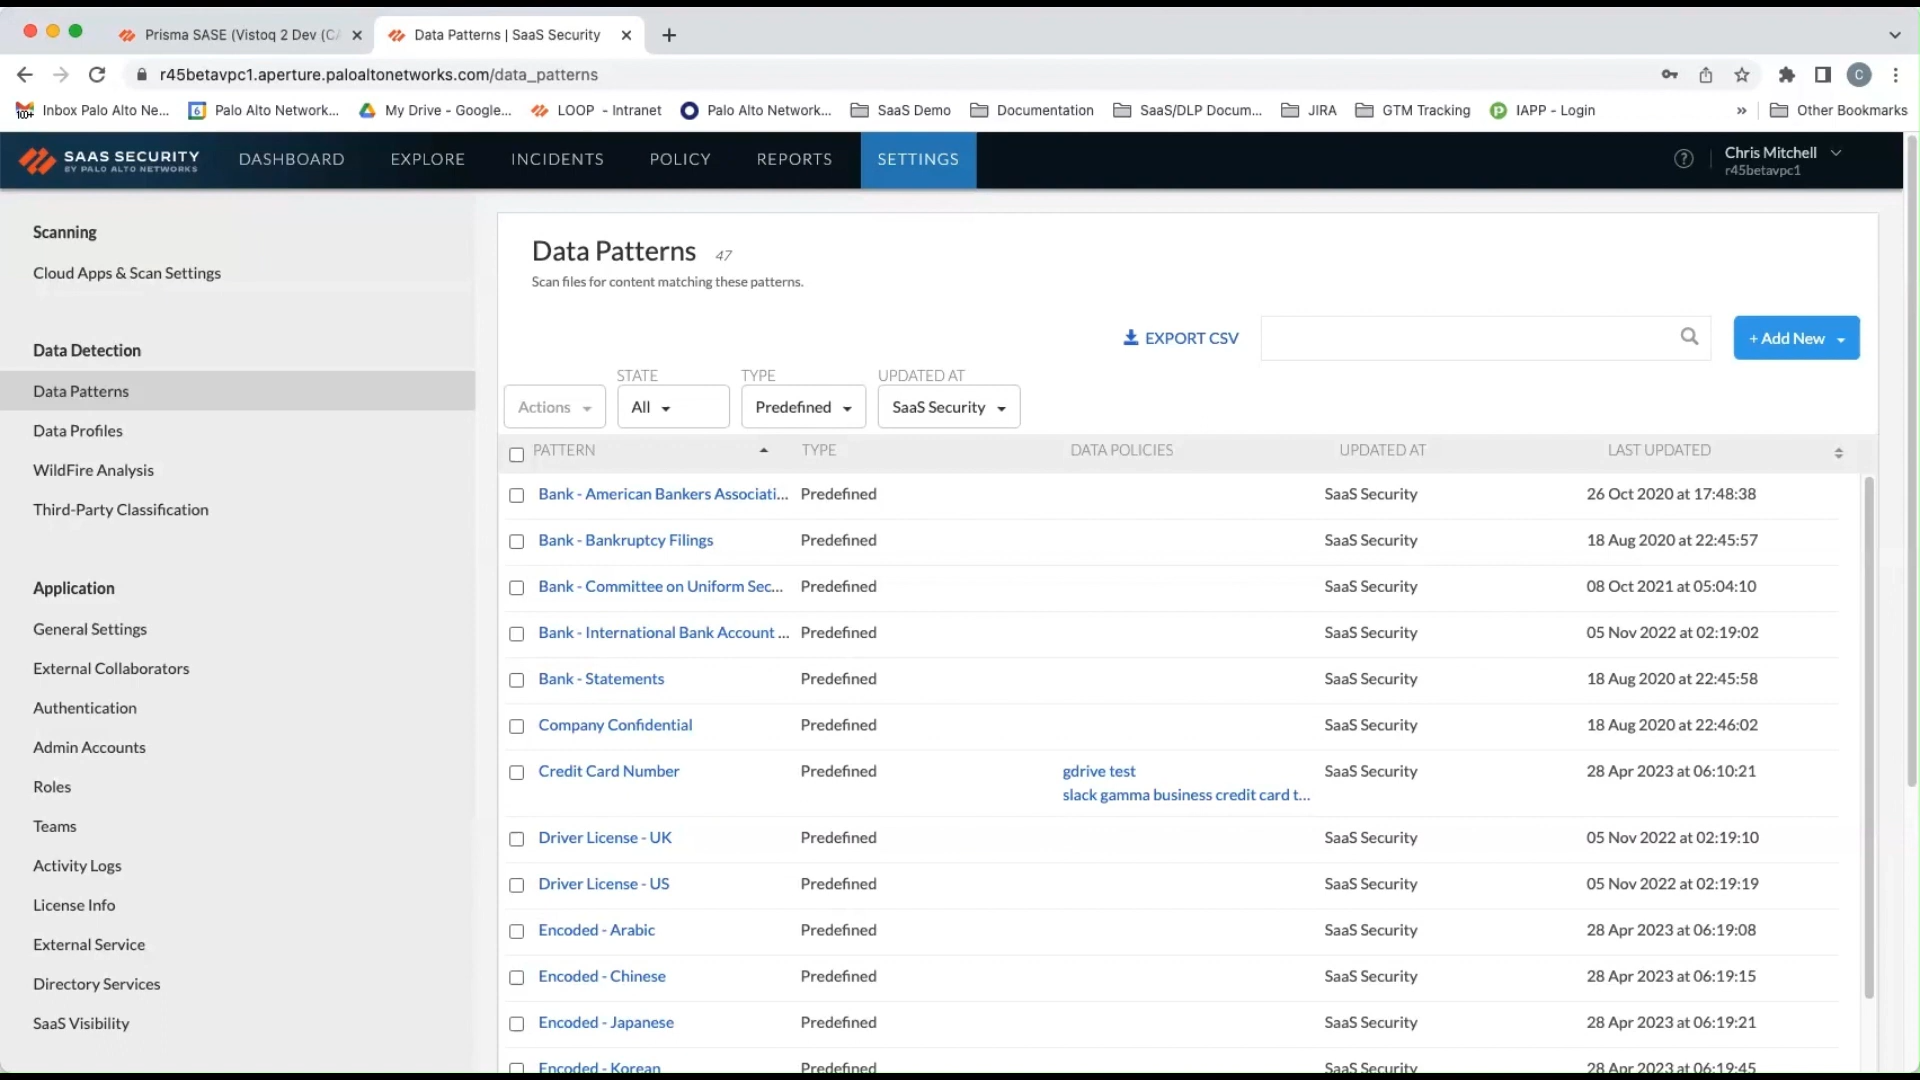 Prisma SASE (Vistoq 2 Dev (CA
Data Patterns | SaaS Security
r45betavpc1.aperture.paloaltonetworks.com/data_patterns
C
100+
Inbox Palo Alto Ne...
6
Palo Alto Network...
My Drive - Google...
LOOP - Intranet
Palo Alto Network...
SaaS Demo
Documentation
SaaS/DLP Docum...
JIRA
GTM Tracking
IAPP - Login
»
Other Bookmarks
SAAS SECURITY
BY PALO ALTO NETWORKS
DASHBOARD
EXPLORE
INCIDENTS
POLICY
REPORTS
SETTINGS
?
Chris Mitchell
r45betavpc1
Scanning
Cloud Apps & Scan Settings
Data Detection
Data Patterns
Data Profiles
WildFire Analysis
Third-Party Classification
Application
General Settings
External Collaborators
Authentication
Admin Accounts
Roles
Teams
Activity Logs
License Info
External Service
Directory Services
SaaS Visibility
Data Patterns 47
Scan files for content matching these patterns.
EXPORT CSV
+ Add New
Actions
STATE
All
TYPE
Predefined
UPDATED AT
SaaS Security
PATTERN TYPE DATA POLICIES UPDATED AT LAST UPDATED
Bank - American Bankers Associati... Predefined SaaS Security 26 Oct 2020 at 17:48:38
Bank - Bankruptcy Filings Predefined SaaS Security 18 Aug 2020 at 22:45:57
Bank - Committee on Uniform Sec... Predefined SaaS Security 08 Oct 2021 at 05:04:10
Bank - International Bank Account ... Predefined SaaS Security 05 Nov 2022 at 02:19:02
Bank - Statements Predefined SaaS Security 18 Aug 2020 at 22:45:58
Company Confidential Predefined SaaS Security 18 Aug 2020 at 22:46:02
Credit Card Number Predefined gdrive test SaaS Security 28 Apr 2023 at 06:10:21
slack gamma business credit card t...
Driver License - UK Predefined SaaS Security 05 Nov 2022 at 02:19:10
Driver License - US Predefined SaaS Security 05 Nov 2022 at 02:19:19
Encoded - Arabic Predefined SaaS Security 28 Apr 2023 at 06:19:08
Encoded - Chinese Predefined SaaS Security 28 Apr 2023 at 06:19:15
Encoded - Japanese Predefined SaaS Security 28 Apr 2023 at 06:19:21
Encoded - Korean Predefined SaaS Security 28 Apr 2023 at 06:19:45